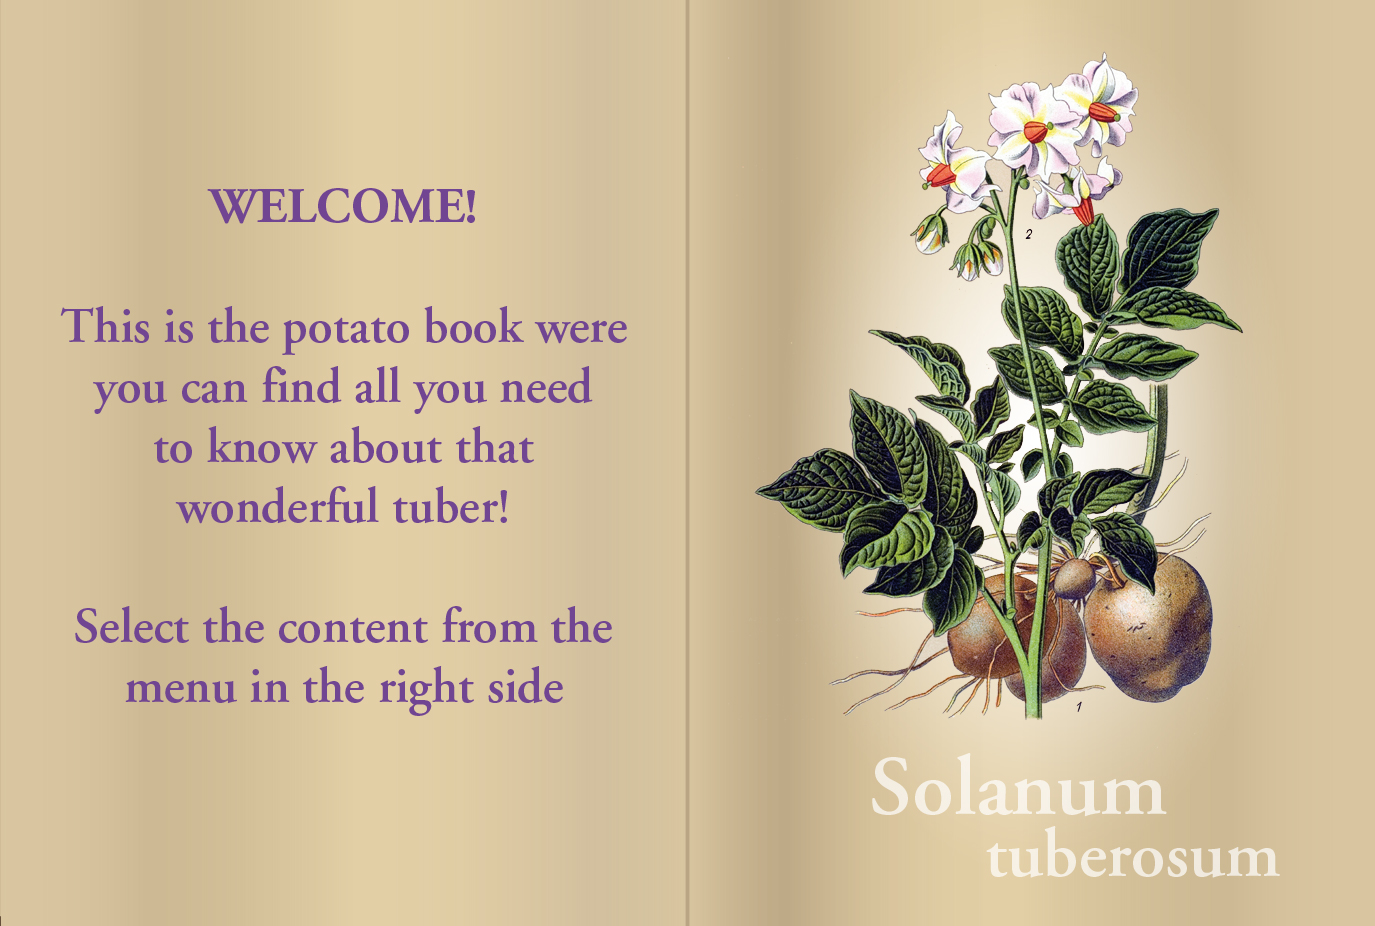 WELCOME!
This is the potato book were
you can find all you need
to know about that
wonderful tuber!
Select the content from the
menu in the right side
2
1
Solanum
tuberosum